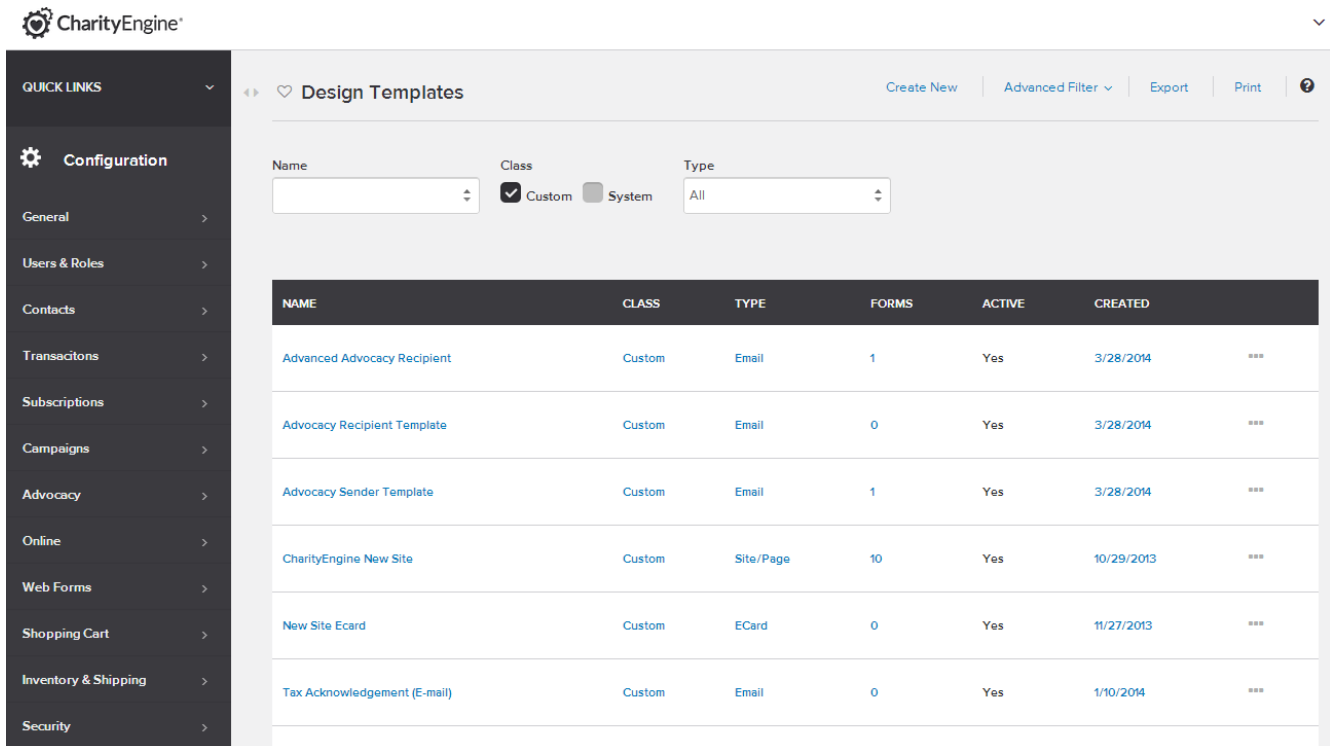 CharityEngine®
QUICK LINKS
Design Templates
Create New
Advanced Filter
Export
Print
?
Configuration
General
Users & Roles
Contacts
Transacitons
Subscriptions
Campaigns
Advocacy
Online
Web Forms
Shopping Cart
Inventory & Shipping
Security
Name
Class
Type
Custom
System
All
NAME CLASS TYPE FORMS ACTIVE CREATED
Advanced Advocacy Recipient Custom Email 1 Yes 3/28/2014
Advocacy Recipient Template Custom Email 0 Yes 3/28/2014
Advocacy Sender Template Custom Email 1 Yes 3/28/2014
CharityEngine New Site Custom Site/Page 10 Yes 10/29/2013
New Site Ecard Custom ECard 0 Yes 11/27/2013
Tax Acknowledgement (E-mail) Custom Email 0 Yes 1/10/2014